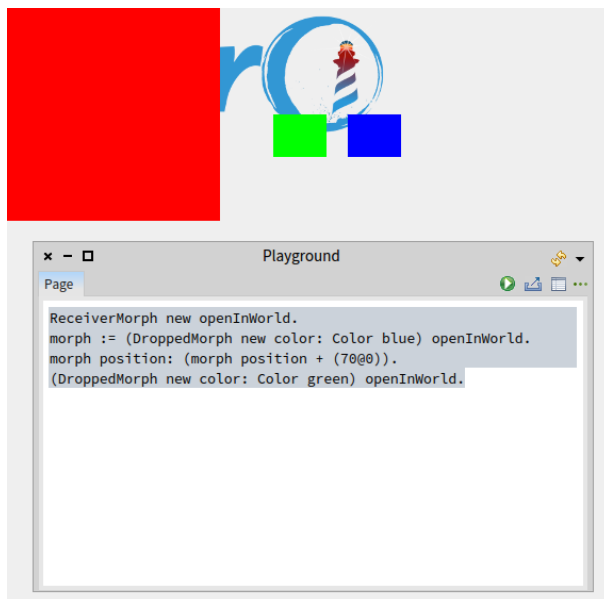 r
Playground
Page
ReceiverMorph new openInWorld.
morph := (DroppedMorph new color: Color blue) openInWorld.
morph position: (morph position + (70@0)).
(DroppedMorph new color: Color green) openInWorld.